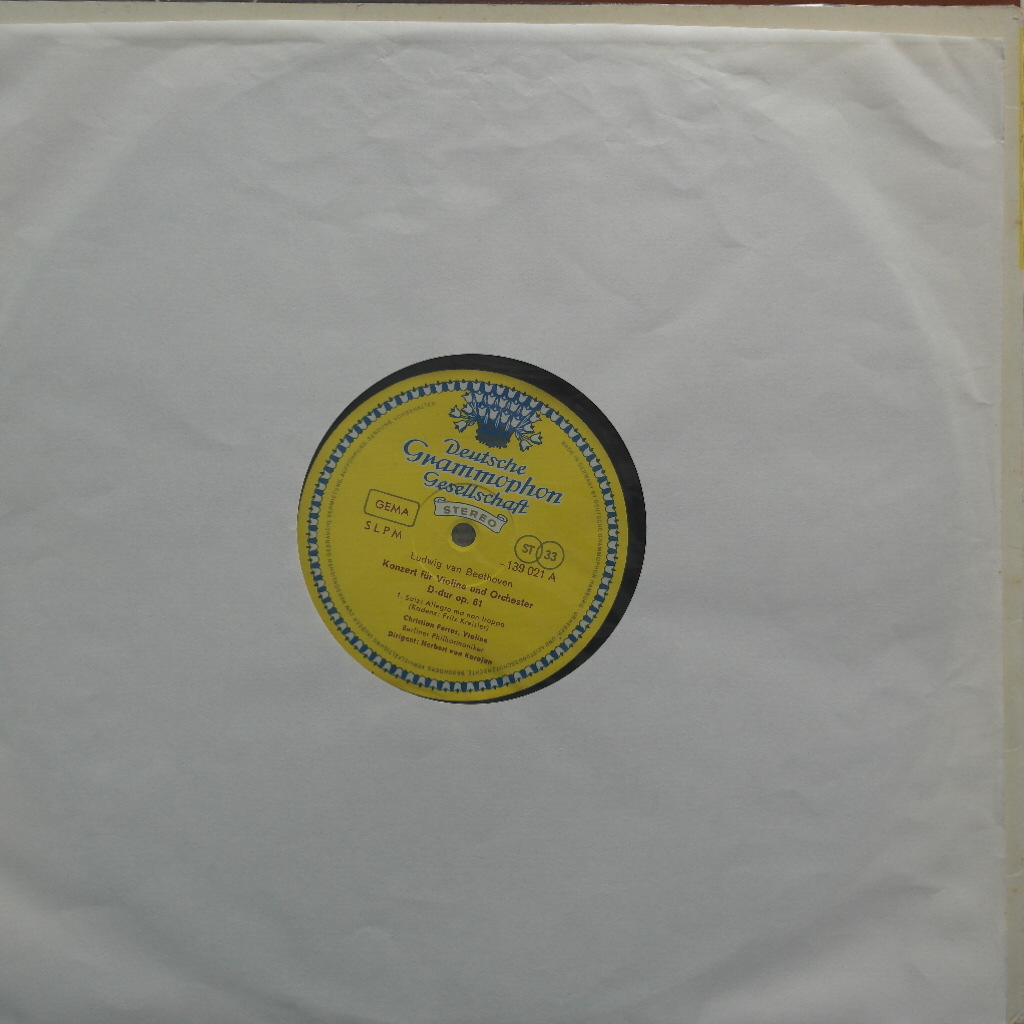 Deutsche
Grammophon
Gesellschaft
STEREO
GEMA
SLPM
ST 33
139 021 A
Ludwig van Beethoven
Konzert für Violine und Orchester
D-dur op. 61
1. Satz: Allegro ma non troppo
(Kadenz: Fritz Kreisler)
Christian Ferras, Violine
Berliner Philharmoniker
Dirigent: Herbert von Karajan